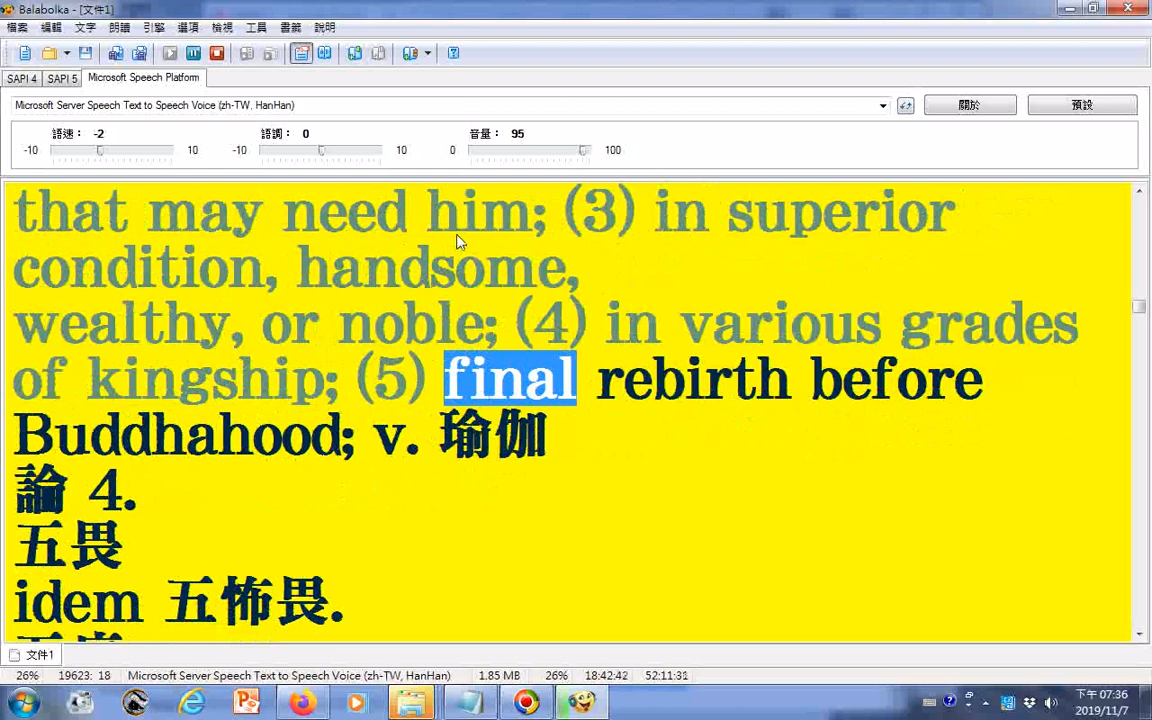 Balabolka - [文件1]
檔案 編輯 文字 朗讀 引擎 選項 檢視 工具 書籤 說明
SAPI 4 SAPI 5 Microsoft Speech Platform
Microsoft Server Speech Text to Speech Voice (zh-TW, HanHan) 關於 預設
語速： -2 語調： 0 音量： 95
-10 10 -10 10 0 100
that may need him; (3) in superior
condition, handsome,
wealthy, or noble; (4) in various grades
of kingship; (5) final rebirth before
Buddhahood; v. 瑜伽
論 4.
五畏
idem 五怖畏.
文件1
26% 19623: 18 Microsoft Server Speech Text to Speech Voice (zh-TW, HanHan) 1.85 MB 26% 18:42:42 52:11:31
下午 07:36
2019/11/7